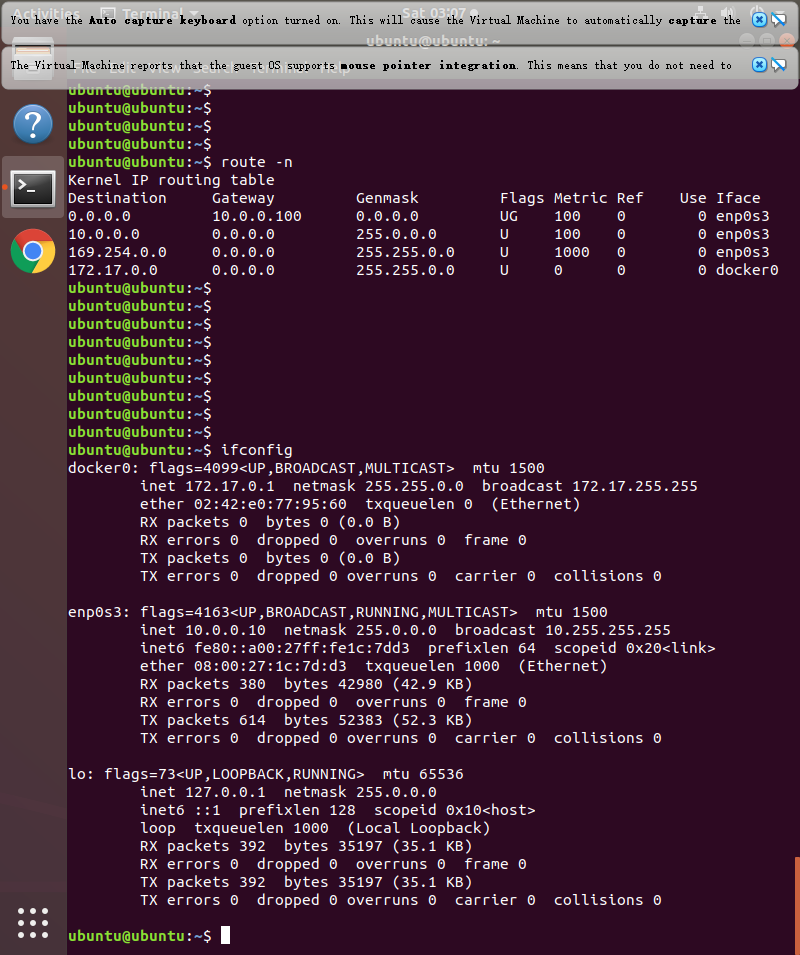 Activities Terminal Sat 03:07
You have the Auto capture keyboard option turned on. This will cause the Virtual Machine to automatically capture the
ubuntu@ubuntu: ~
The Virtual Machine reports that the guest OS supports mouse pointer integration. This means that you do not need to
File Edit View Search Terminal Help
ubuntu@ubuntu:~$
ubuntu@ubuntu:~$
ubuntu@ubuntu:~$
ubuntu@ubuntu:~$
ubuntu@ubuntu:~$ route -n
Kernel IP routing table
Destination Gateway Genmask Flags Metric Ref Use Iface
0.0.0.0 10.0.0.100 0.0.0.0 UG 100 0 0 enp0s3
10.0.0.0 0.0.0.0 255.0.0.0 U 100 0 0 enp0s3
169.254.0.0 0.0.0.0 255.255.0.0 U 1000 0 0 enp0s3
172.17.0.0 0.0.0.0 255.255.0.0 U 0 0 0 docker0
ubuntu@ubuntu:~$
ubuntu@ubuntu:~$
ubuntu@ubuntu:~$
ubuntu@ubuntu:~$
ubuntu@ubuntu:~$
ubuntu@ubuntu:~$
ubuntu@ubuntu:~$
ubuntu@ubuntu:~$
ubuntu@ubuntu:~$
ubuntu@ubuntu:~$ ifconfig
docker0: flags=4099<UP,BROADCAST,MULTICAST> mtu 1500
inet 172.17.0.1 netmask 255.255.0.0 broadcast 172.17.255.255
ether 02:42:e0:77:95:60 txqueuelen 0 (Ethernet)
RX packets 0 bytes 0 (0.0 B)
RX errors 0 dropped 0 overruns 0 frame 0
TX packets 0 bytes 0 (0.0 B)
TX errors 0 dropped 0 overruns 0 carrier 0 collisions 0
enp0s3: flags=4163<UP,BROADCAST,RUNNING,MULTICAST> mtu 1500
inet 10.0.0.10 netmask 255.0.0.0 broadcast 10.255.255.255
inet6 fe80::a00:27ff:fe1c:7dd3 prefixlen 64 scopeid 0x20<link>
ether 08:00:27:1c:7d:d3 txqueuelen 1000 (Ethernet)
RX packets 380 bytes 42980 (42.9 KB)
RX errors 0 dropped 0 overruns 0 frame 0
TX packets 614 bytes 52383 (52.3 KB)
TX errors 0 dropped 0 overruns 0 carrier 0 collisions 0
lo: flags=73<UP,LOOPBACK,RUNNING> mtu 65536
inet 127.0.0.1 netmask 255.0.0.0
inet6 ::1 prefixlen 128 scopeid 0x10<host>
loop txqueuelen 1000 (Local Loopback)
RX packets 392 bytes 35197 (35.1 KB)
RX errors 0 dropped 0 overruns 0 frame 0
TX packets 392 bytes 35197 (35.1 KB)
TX errors 0 dropped 0 overruns 0 carrier 0 collisions 0
ubuntu@ubuntu:~$